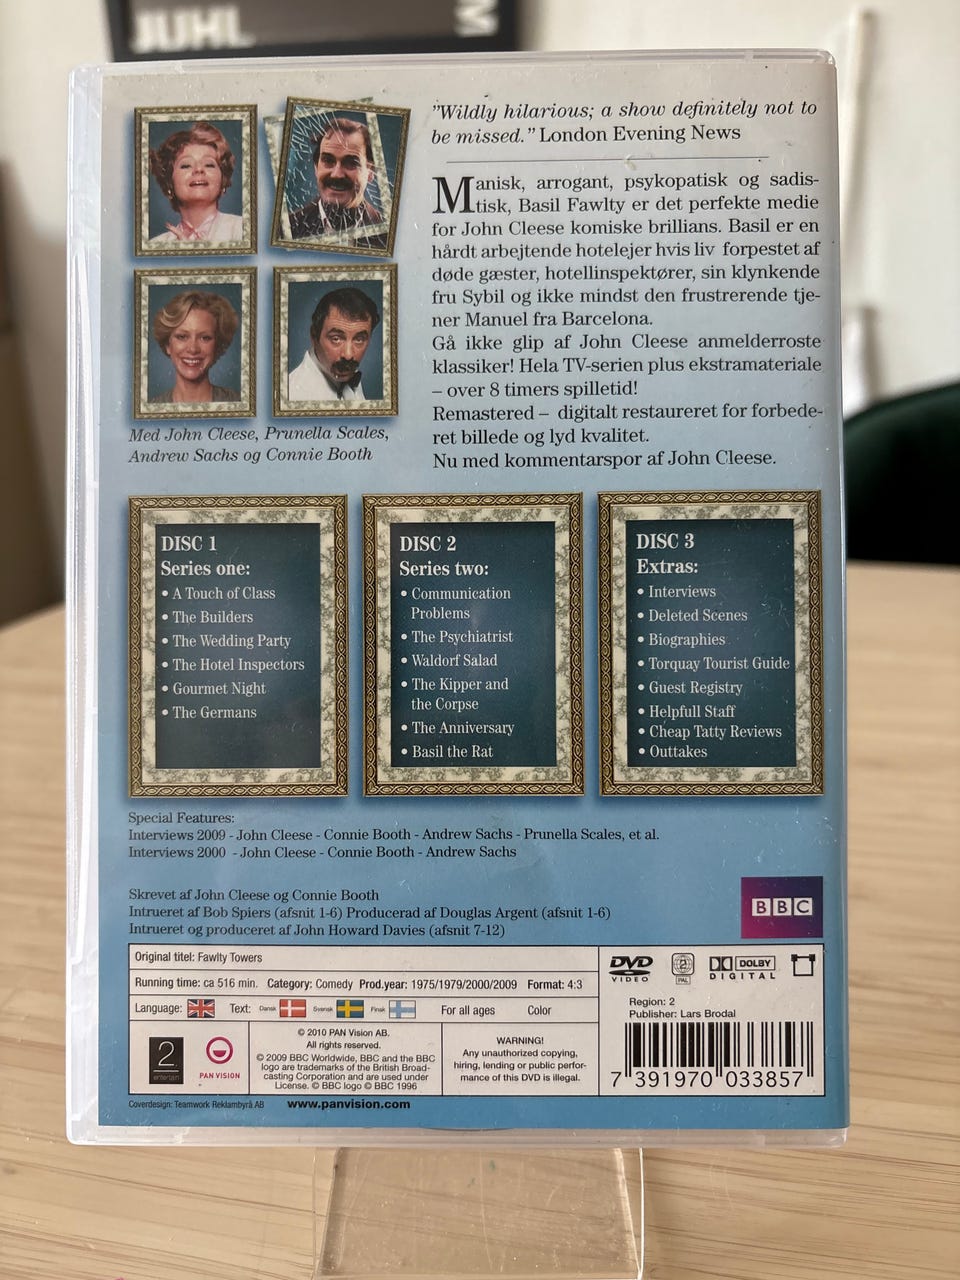 JUHL
"Wildly hilarious; a show definitely not to
be missed." London Evening News
Manisk, arrogant, psykopatisk og sadis-
tisk, Basil Fawlty er det perfekte medie
for John Cleese komiske brillians. Basil er en
hårdt arbejtende hotelejer hvis liv forpestet af
døde gæster, hotellinspektører, sin klynkende
fru Sybil og ikke mindst den frustrerende tje-
ner Manuel fra Barcelona.
Gå ikke glip af John Cleese anmelderroste
klassiker! Hela TV-serien plus ekstramateriale
– over 8 timers spilletid!
Remastered – digitalt restaureret for forbede-
ret billede og lyd kvalitet.
Nu med kommentarspor af John Cleese.
Med John Cleese, Prunella Scales,
Andrew Sachs og Connie Booth
DISC 1
Series one:
• A Touch of Class
• The Builders
• The Wedding Party
• The Hotel Inspectors
• Gourmet Night
• The Germans
DISC 2
Series two:
• Communication
Problems
• The Psychiatrist
• Waldorf Salad
• The Kipper and
the Corpse
• The Anniversary
• Basil the Rat
DISC 3
Extras:
• Interviews
• Deleted Scenes
• Biographies
• Torquay Tourist Guide
• Guest Registry
• Helpfull Staff
• Cheap Tatty Reviews
• Outtakes
Special Features:
Interviews 2009 - John Cleese - Connie Booth - Andrew Sachs - Prunella Scales, et al.
Interviews 2000 - John Cleese - Connie Booth - Andrew Sachs
Skrevet af John Cleese og Connie Booth
Intrueret af Bob Spiers (afsnit 1-6) Producerad af Douglas Argent (afsnit 1-6)
Intrueret og produceret af John Howard Davies (afsnit 7-12)
BBC
Original titel: Fawlty Towers
Running time: ca 516 min. Category: Comedy Prod.year: 1975/1979/2000/2009 Format: 4:3
Language: Text: Dansk Svensk Finsk For all ages Color
2 entertain
PAN VISION
© 2010 PAN Vision AB.
All rights reserved.
© 2009 BBC Worldwide, BBC and the BBC
logo are trademarks of the British Broad-
casting Corporation and are used under
License. © BBC logo © BBC 1996
WARNING!
Any unauthorized copying,
hiring, lending or public perfor-
mance of this DVD is illegal.
DVD VIDEO
2 PAL
DOLBY DIGITAL
Region: 2
Publisher: Lars Brodal
7 391970 033857
Coverdesign: Teamwork Reklambyrå AB
www.panvision.com